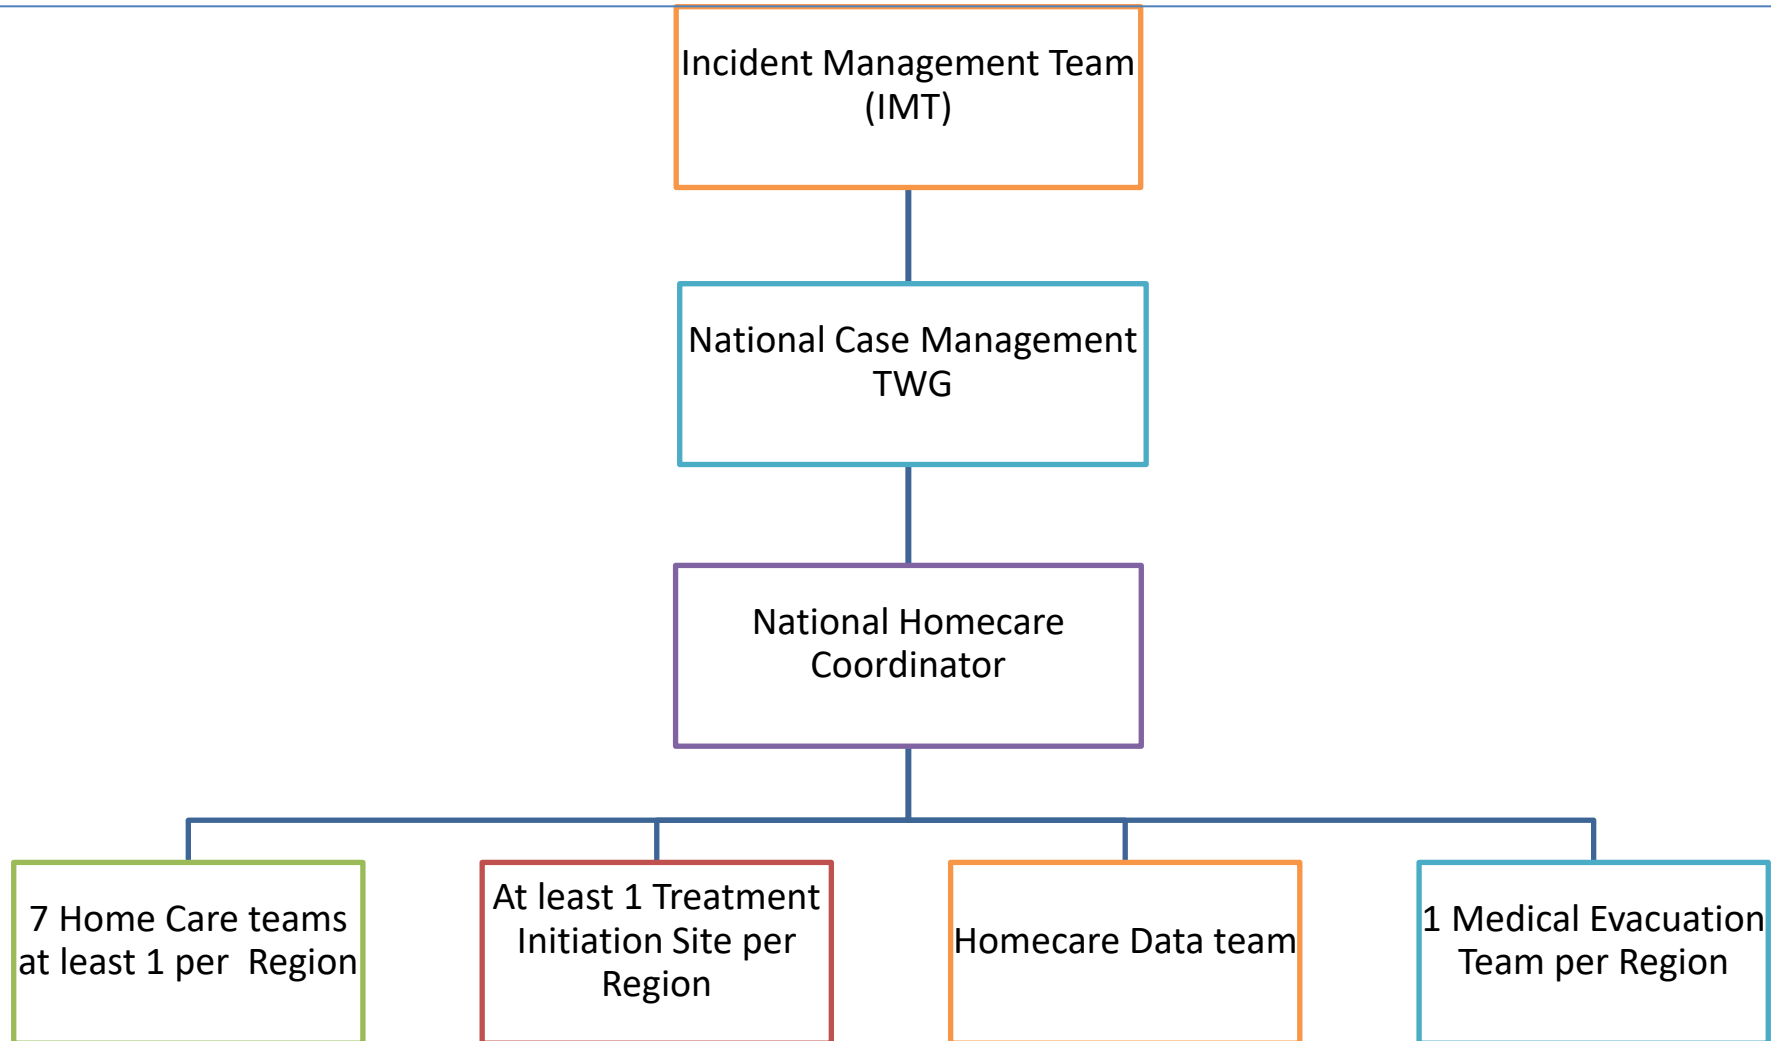 Incident Management Team
(IMT)
National Case Management
TWG
National Homecare
Coordinator
7 Home Care teams
at least 1 per  Region
At least 1 Treatment
Initiation Site per
Region
Homecare Data team
1 Medical Evacuation
Team per Region